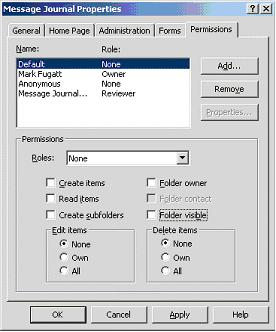 Message Journal Properties
General Home Page Administration Forms Permissions
Name: Role:
Default None
Mark Fugatt Owner
Anonymous None
Message Journal... Reviewer
Add...
Remove
Properties...
Permissions
Roles: None
Create items Folder owner
Read items Folder contact
Create subfolders Folder visible
Edit items Delete items
None None
Own Own
All All
OK Cancel Apply Help